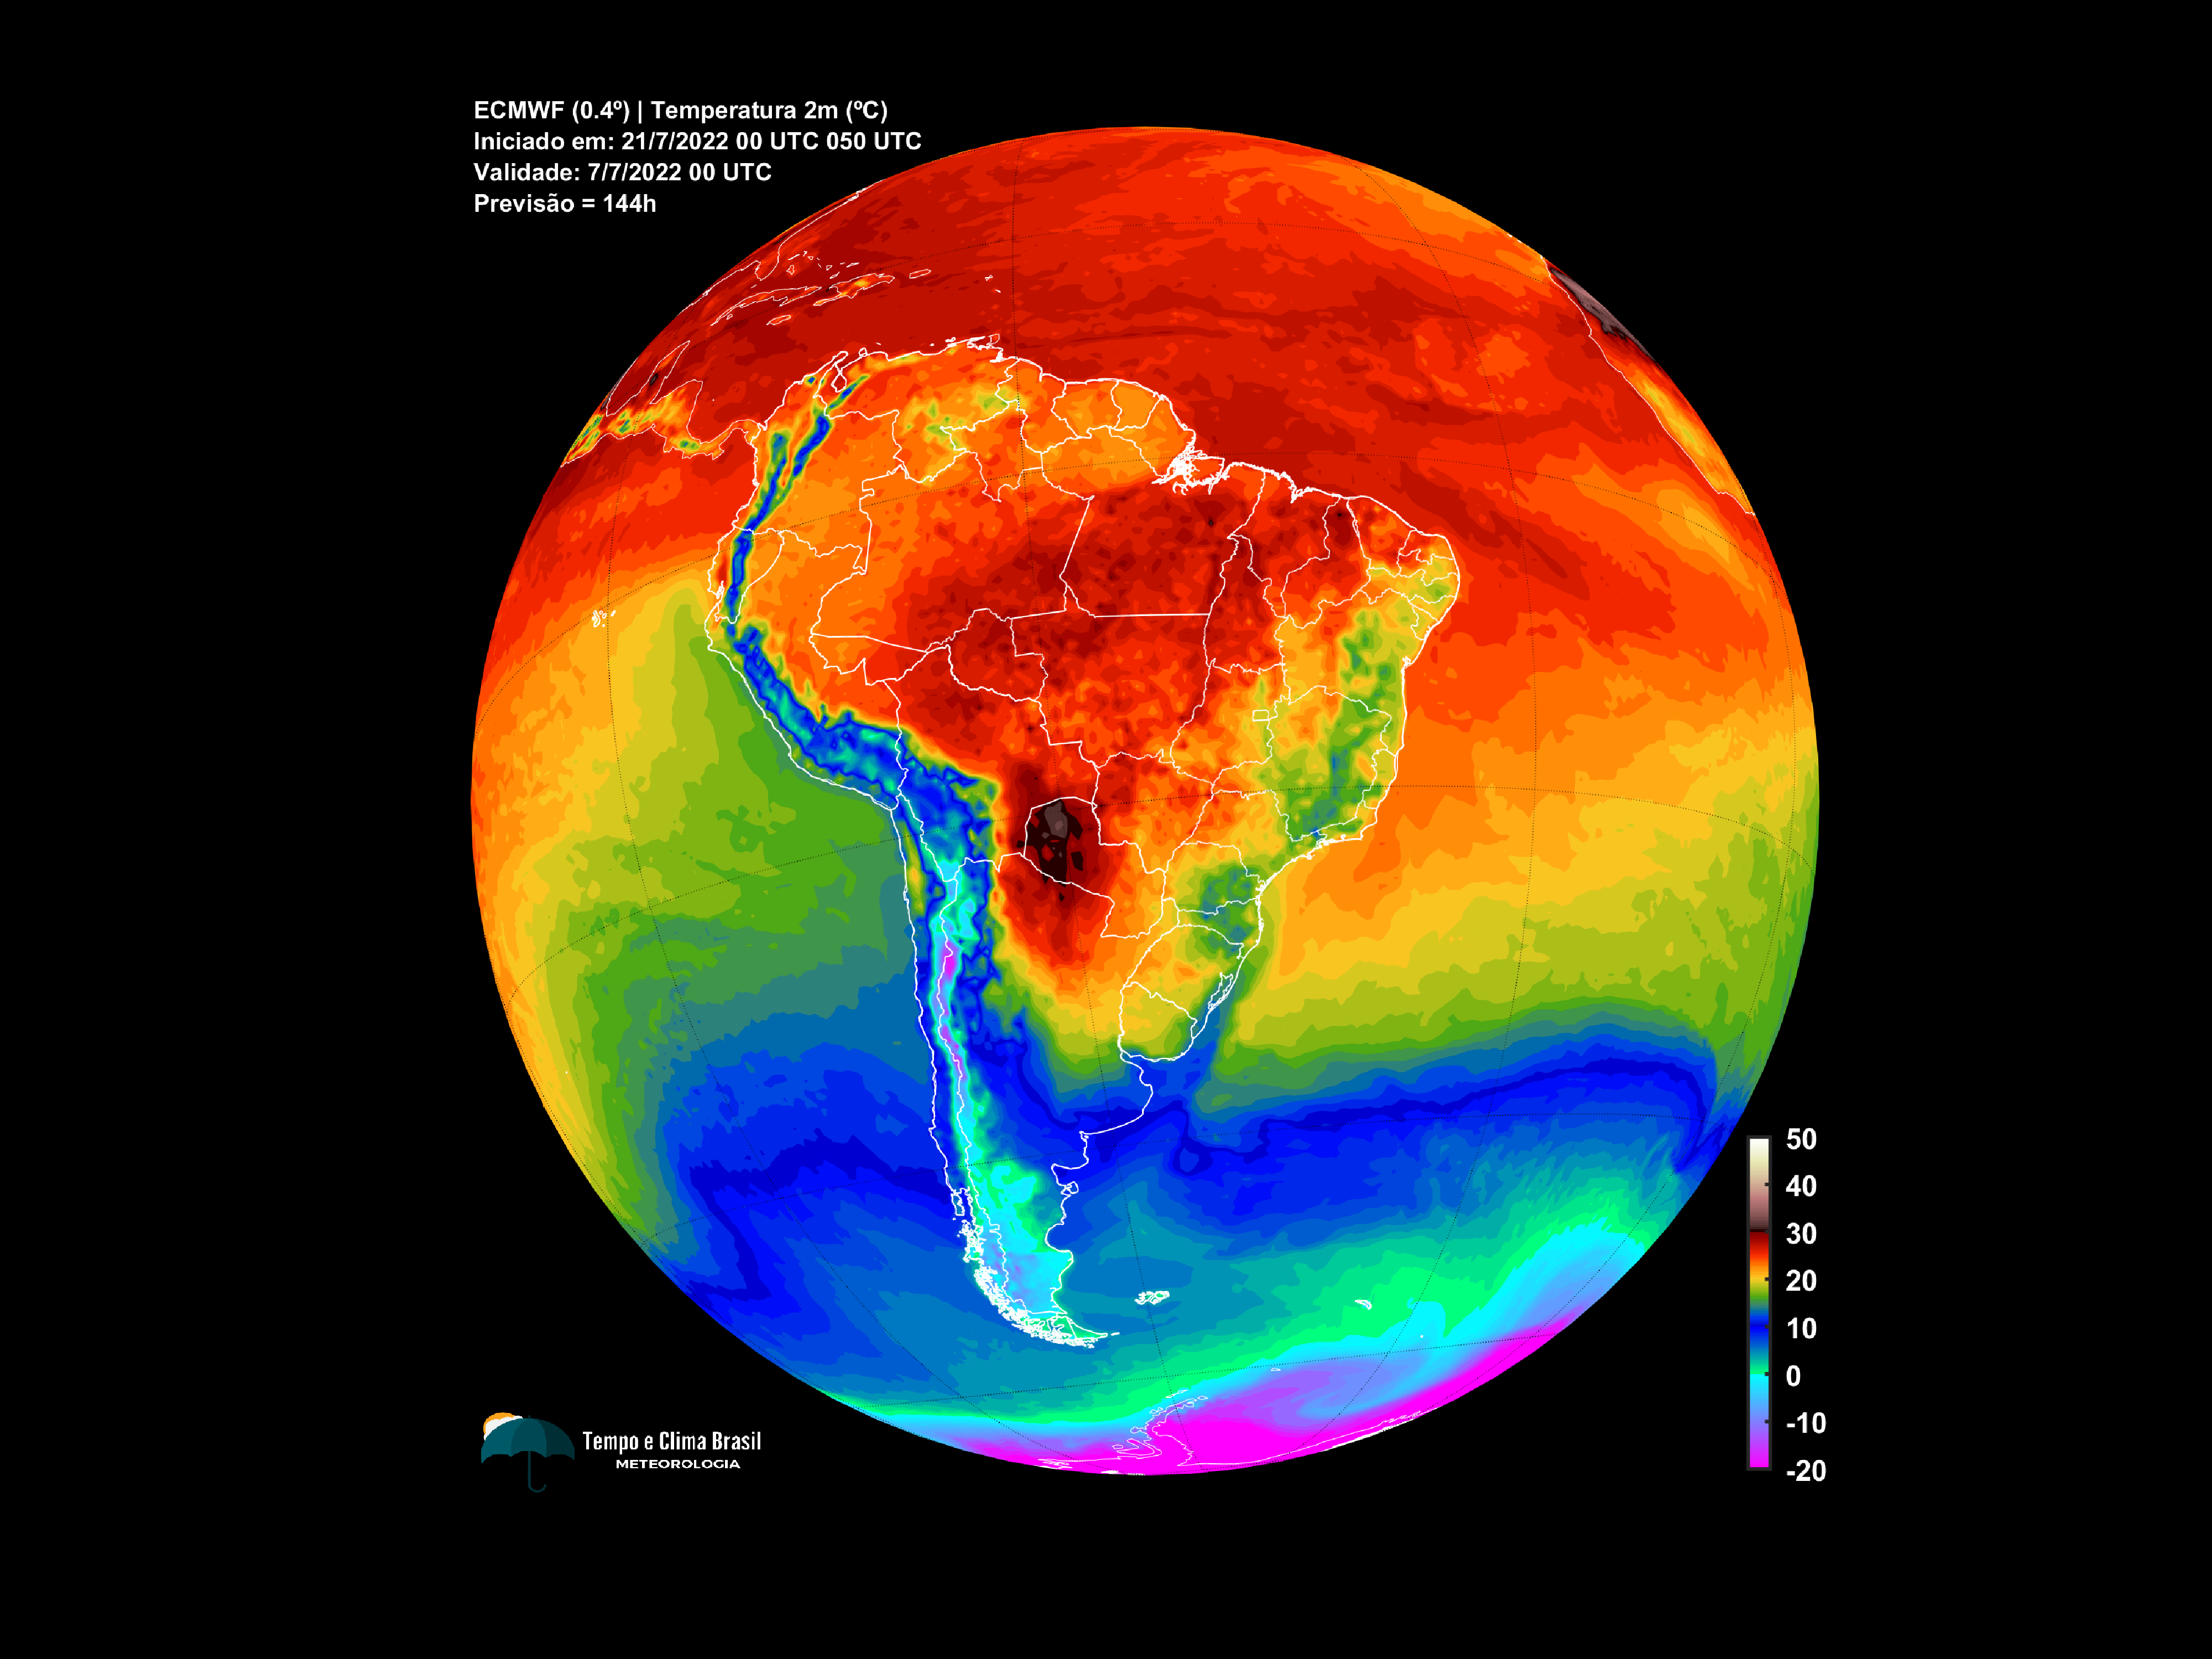 ECMWF (0.4º) | Temperatura 2m (ºC)
Iniciado em: 21/7/2022 00 UTC 050 UTC
Validade: 7/7/2022 00 UTC
Previsão = 144h
50
40
30
20
10
0
-10
-20
Tempo e Clima Brasil
METEOROLOGIA